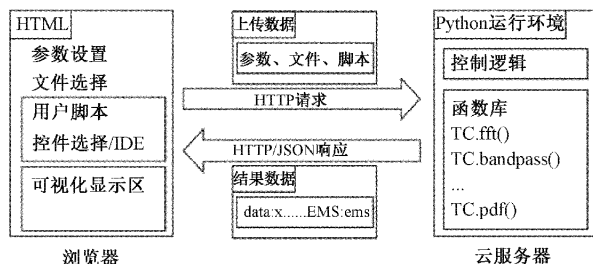 HTML
参数设置
文件选择
用户脚本
控件选择/IDE
可视化显示区
浏览器
上传数据
参数、文件、脚本
HTTP请求
HTTP/JSON响应
结果数据
data:x......EMS:ems
Python运行环境
控制逻辑
函数库
TC.fft()
TC.bandpass()
...
TC.pdf()
云服务器